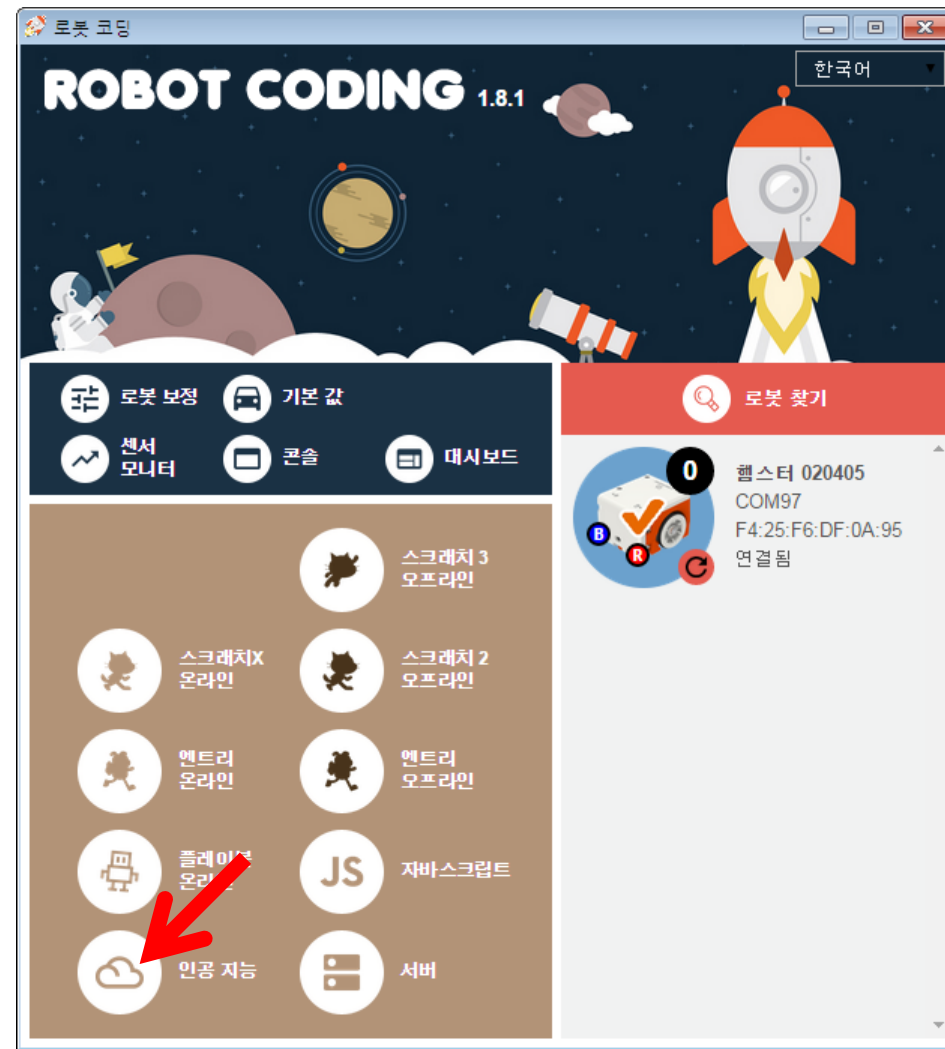 로봇 코딩
한국어
ROBOT CODING 1.8.1
로봇 보정
기본 값
센서
모니터
콘솔
대시보드
로봇 찾기
0
햄스터 020405
COM97
F4:25:F6:DF:0A:95
연결됨
B
R
스크래치 3
오프라인
스크래치X
온라인
스크래치 2
오프라인
엔트리
온라인
엔트리
오프라인
JS
자바스크립트
인공 지능
서버